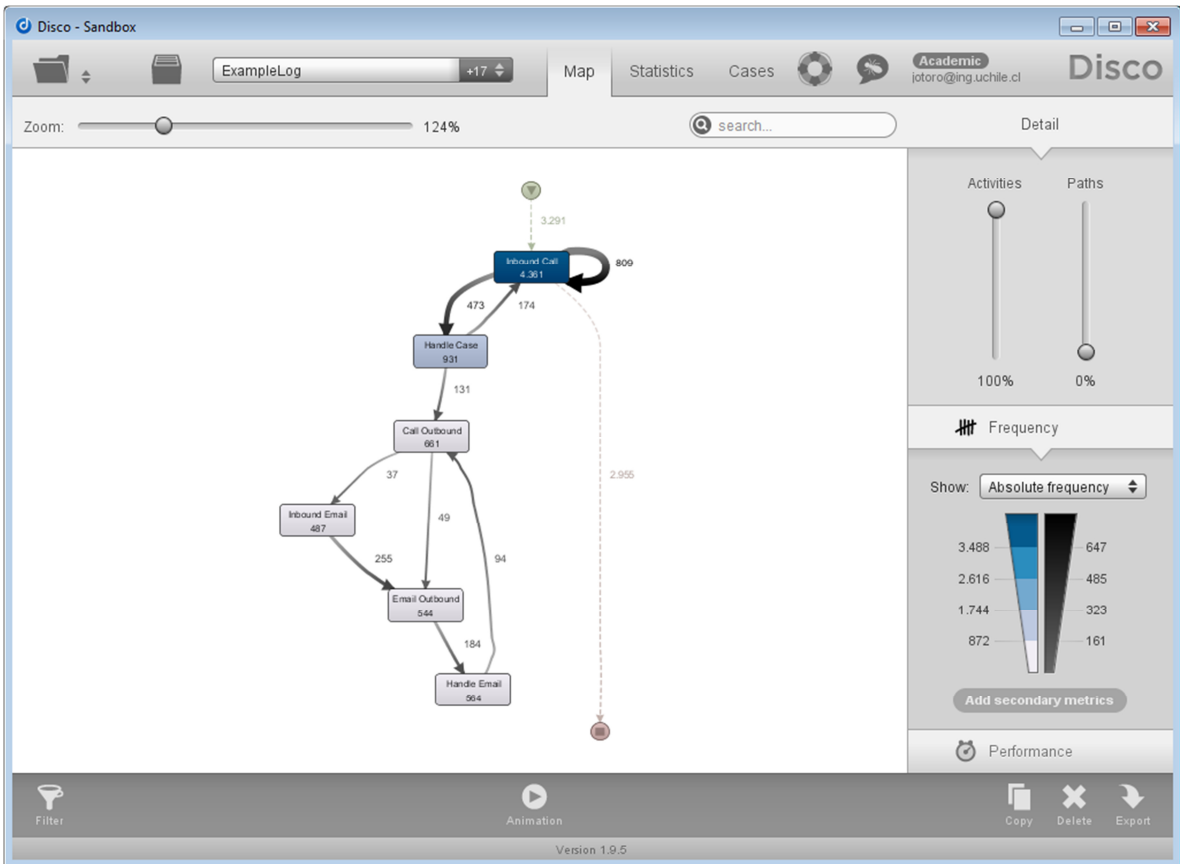 Disco - Sandbox
ExampleLog +17
Map Statistics Cases
Academic
jotoro@ing.uchile.cl
Disco
Zoom: 124%
search...
Detail
Activities Paths
100% 0%
Frequency
Show: Absolute frequency
3.488 647
2.616 485
1.744 323
872 161
Add secondary metrics
Performance
3.291
Inbound Call
4.361
809
473 174
Handle Case
931
131
Call Outbound
661
37
2.955
Inbound Email
487
49
255 94
Email Outbound
544
184
Handle Email
564
Filter Animation Copy Delete Export
Version 1.9.5